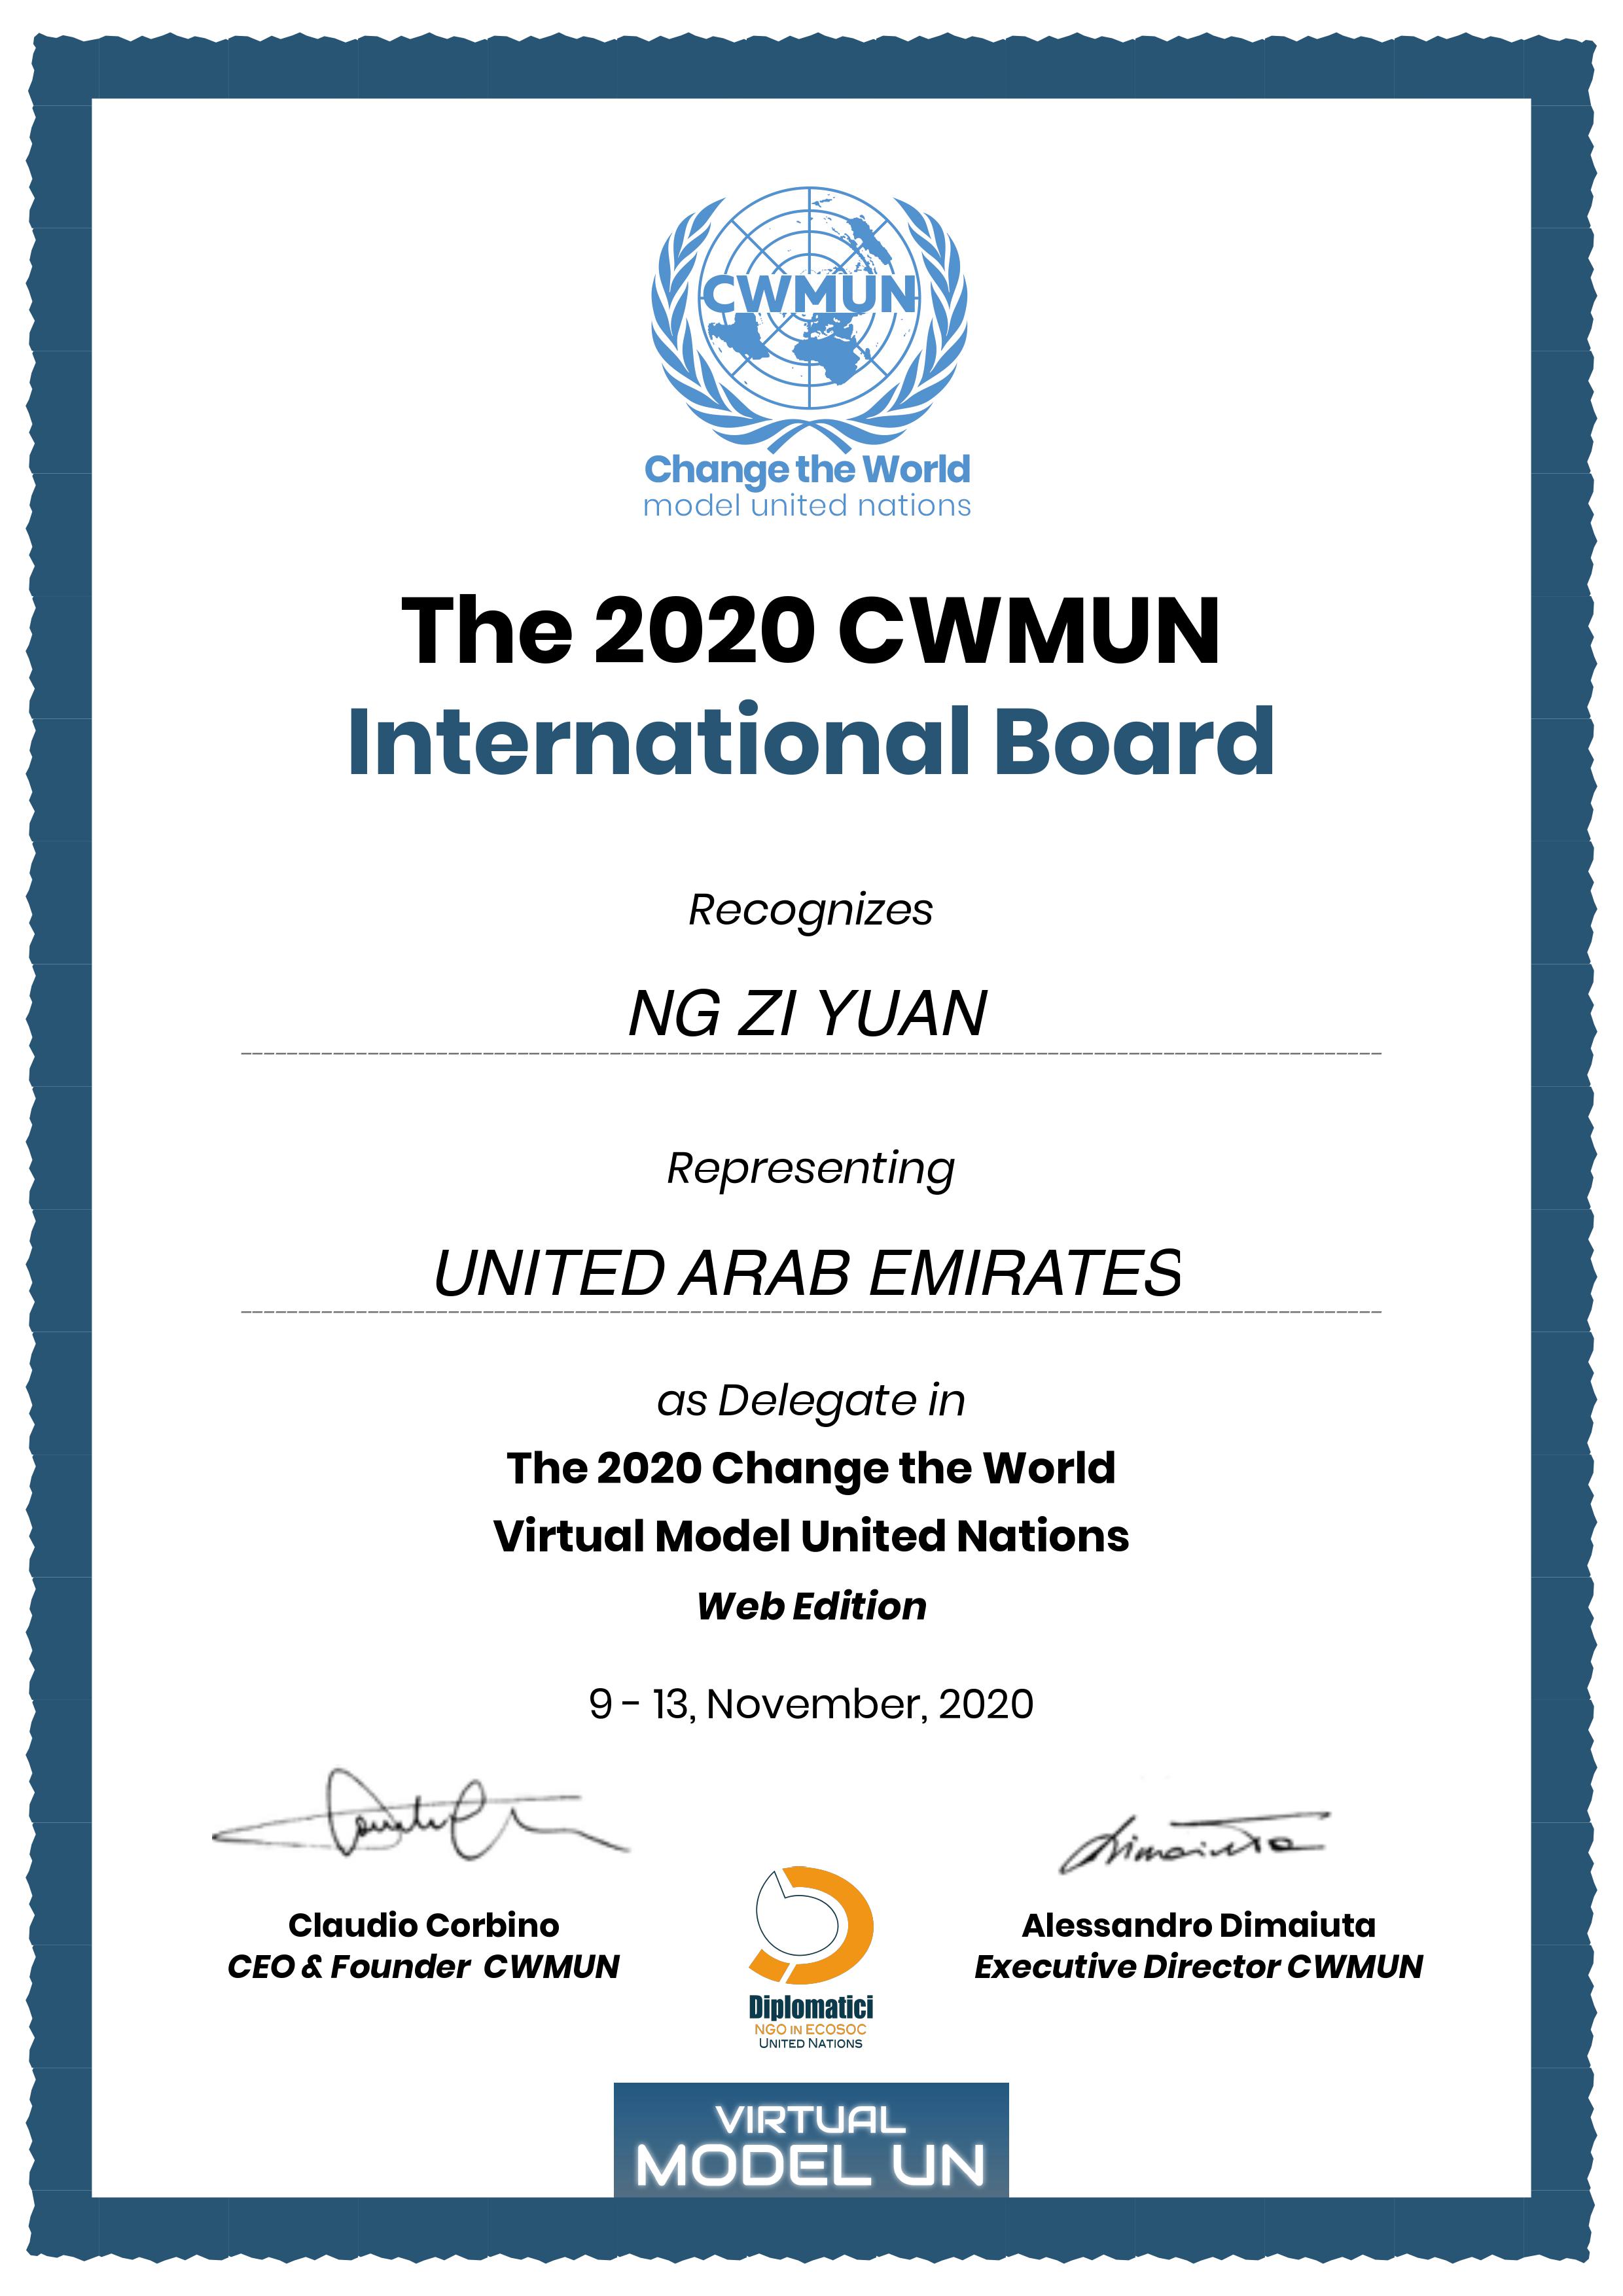 CWMUN
Change the World
model united nations
The 2020 CWMUN
International Board
Recognizes
NG ZI YUAN
Representing
UNITED ARAB EMIRATES
as Delegate in
The 2020 Change the World
Virtual Model United Nations
Web Edition
9 - 13, November, 2020
Dimaiuta
Claudio Corbino
CEO & Founder CWMUN
Alessandro Dimaiuta
Executive Director CWMUN
Diplomatici
NGO IN ECOSOC
UNITED NATIONS
VIRTUAL
MODEL UN